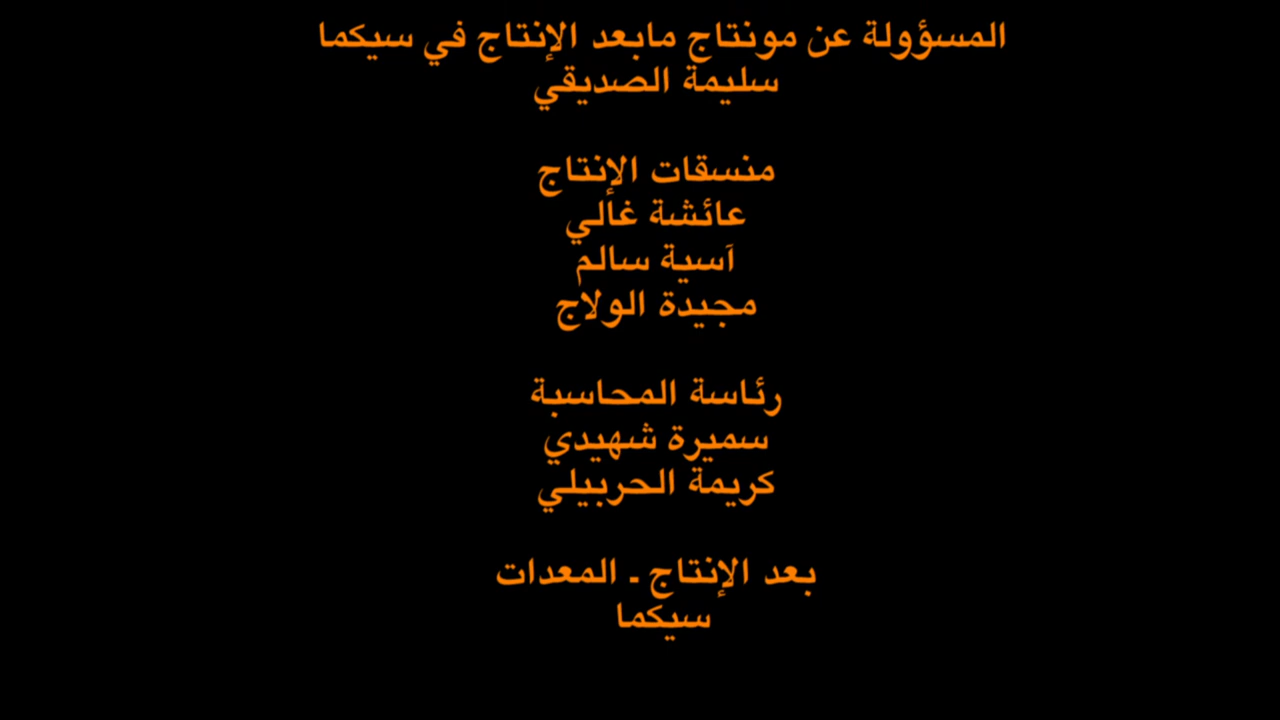 المسؤولة عن مونتاج مابعد الإنتاج في سيكما
سليمة الصديقي
منسقات الإنتاج
عائشة غالي
آسية سالم
مجيدة الولاج
رئاسة المحاسبة
سميرة شهيدي
كريمة الحربيلي
بعد الإنتاج ـ المعدات
سيكما